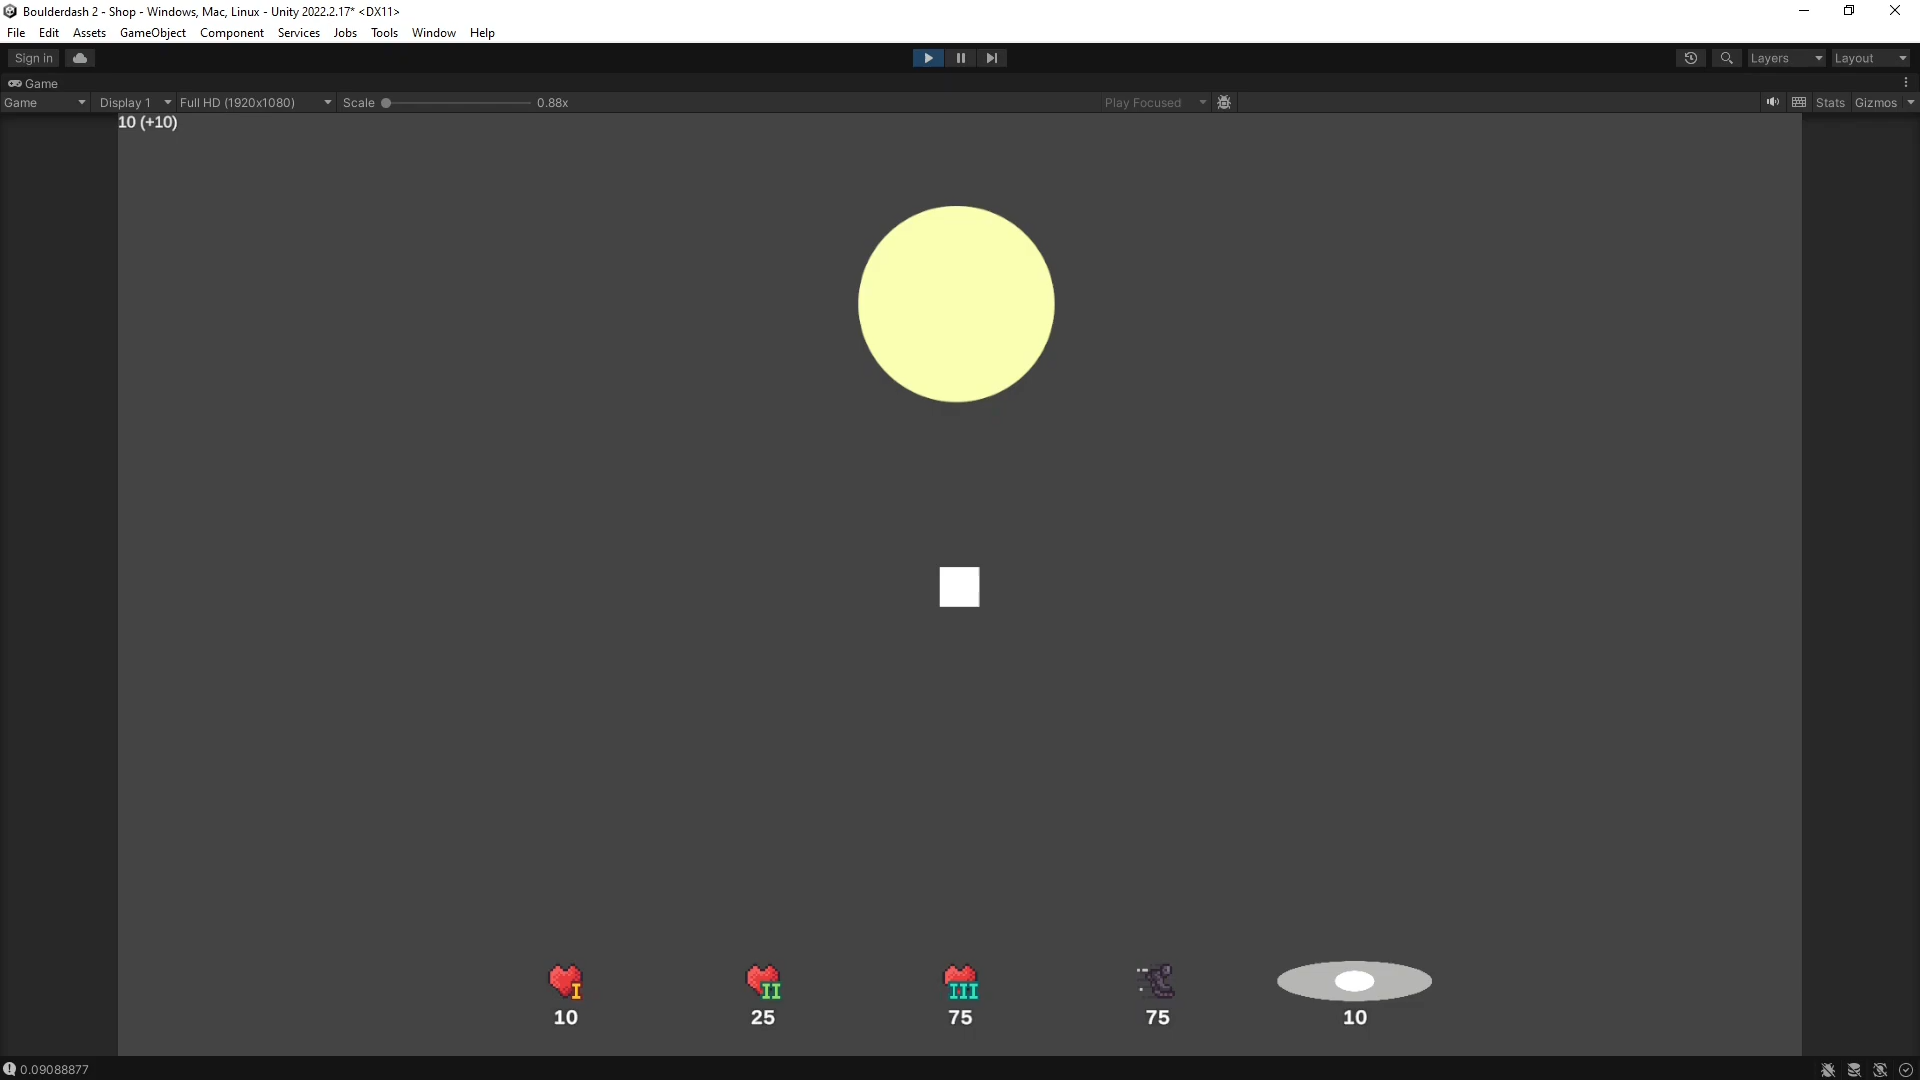 Boulderdash 2 - Shop - Windows, Mac, Linux - Unity 2022.2.17* <DX11>
File Edit Assets GameObject Component Services Jobs Tools Window Help
Sign in Layers Layout
Game
Game Display 1 Full HD (1920x1080) Scale 0.88x Play Focused Stats Gizmos
10 (+10)
I II III
10 25 75 75 10
0.09088877